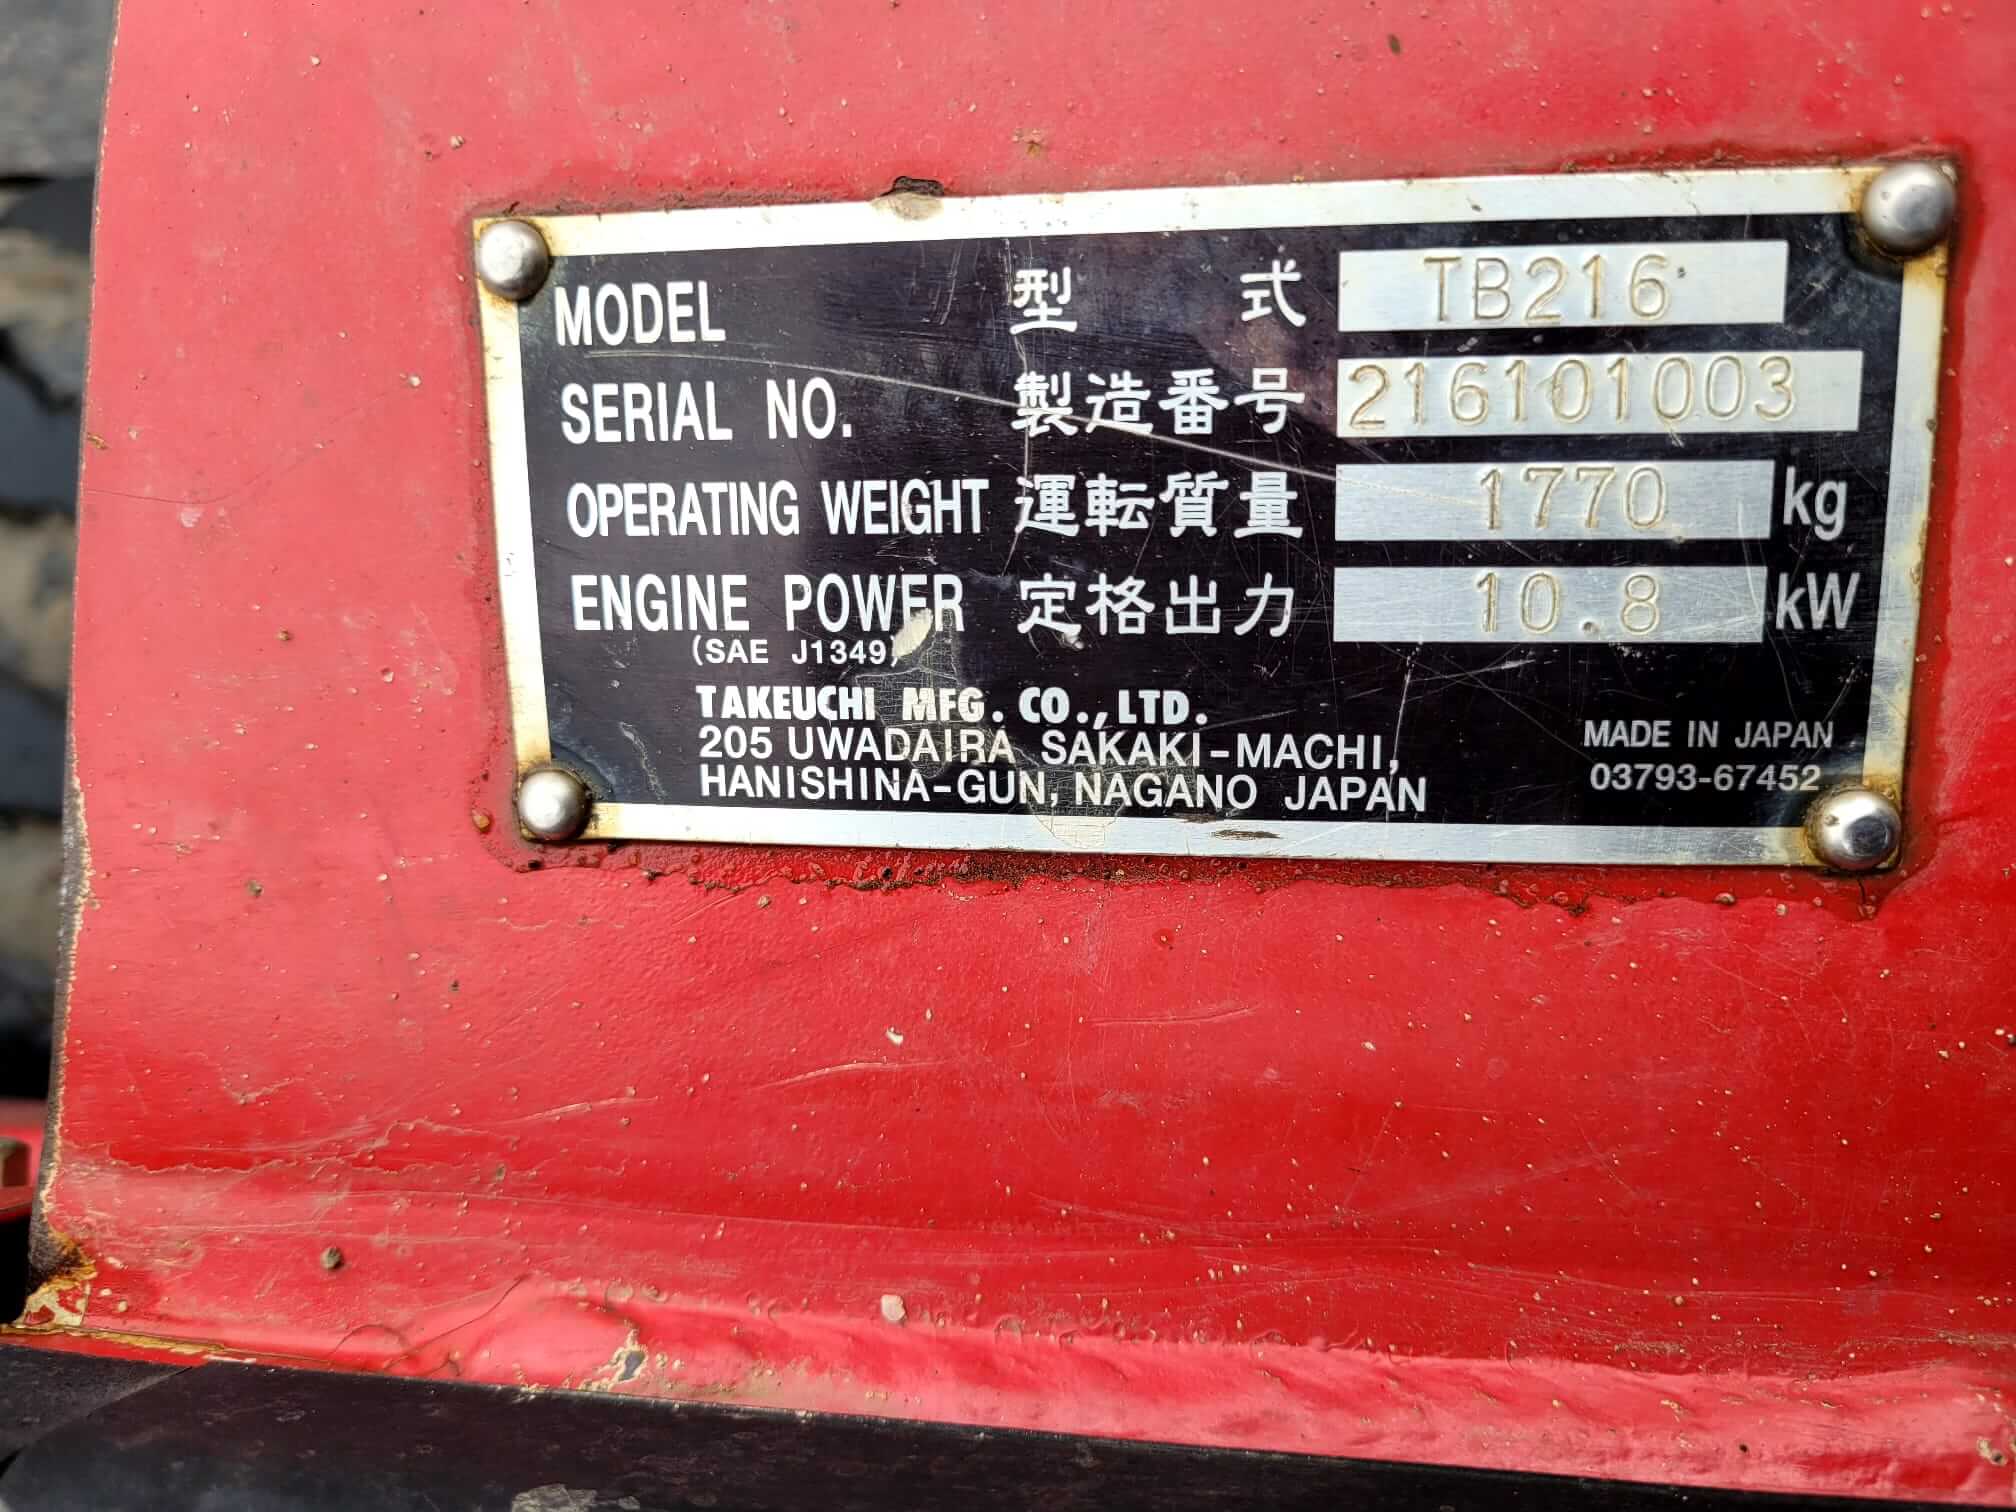 MODEL 型式 TB216
SERIAL NO. 製造番号 216101003
OPERATING WEIGHT 運転質量 1770 kg
ENGINE POWER 定格出力 10.8 kW
(SAE J1349)
TAKEUCHI MFG. CO.,LTD.
205 UWADAIRA SAKAKI-MACHI,
HANISHINA-GUN, NAGANO JAPAN
MADE IN JAPAN
03793-67452